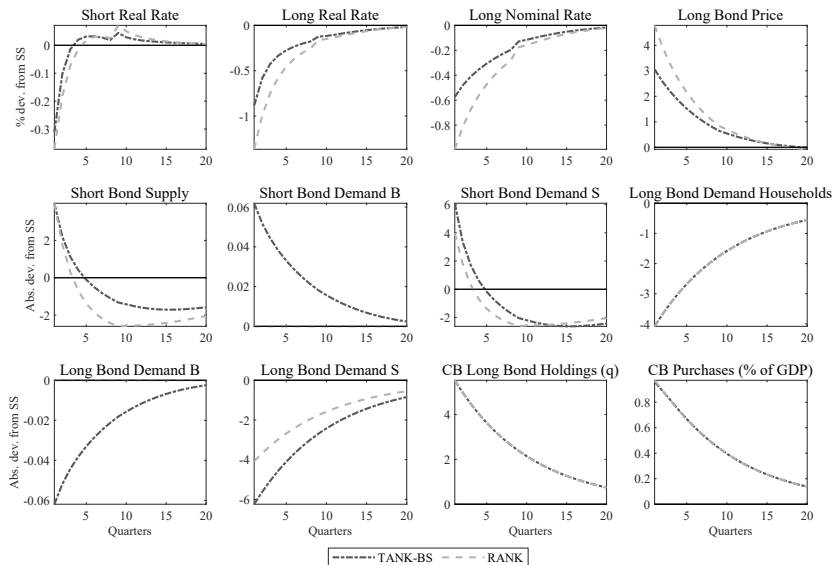 Short Real Rate
Long Real Rate
Long Nominal Rate
Long Bond Price
% dev. from SS
0
-0.1
-0.2
-0.3
5 10 15 20
0
-0.5
-1
5 10 15 20
0.0
-0.2
-0.4
-0.6
-0.8
5 10 15 20
4
3
2
1
0
5 10 15 20
Short Bond Supply
Short Bond Demand B
Short Bond Demand S
Long Bond Demand Households
Abs. dev. from SS
2
0
-2
5 10 15 20
0.06
0.04
0.02
0
5 10 15 20
6
4
2
0
-2
5 10 15 20
0
-1
-2
-3
-4
5 10 15 20
Long Bond Demand B
Long Bond Demand S
CB Long Bond Holdings (q)
CB Purchases (% of GDP)
Abs. dev. from SS
0
-0.02
-0.04
-0.06
5 10 15 20
Quarters
0
-2
-4
-6
5 10 15 20
Quarters
4
2
0
5 10 15 20
Quarters
0.8
0.6
0.4
0.2
0
5 10 15 20
Quarters
TANK-BS RANK